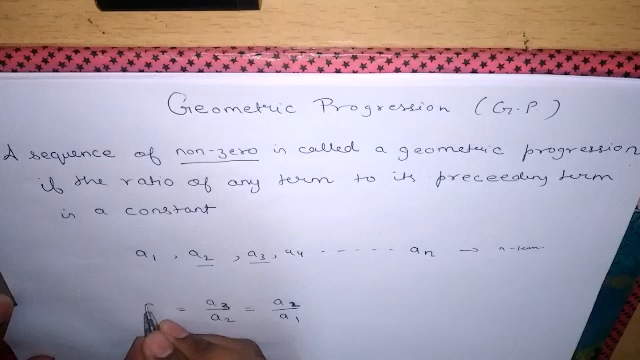 Geometric Progression (G.P)
A sequence of non-zero is called a geometric progression
if the ratio of any term to its preceeding term
is a constant
a₁ , a₂ , a₃, a₄ ------ aₙ → n-term.
= a₃/a₂ = a₂/a₁